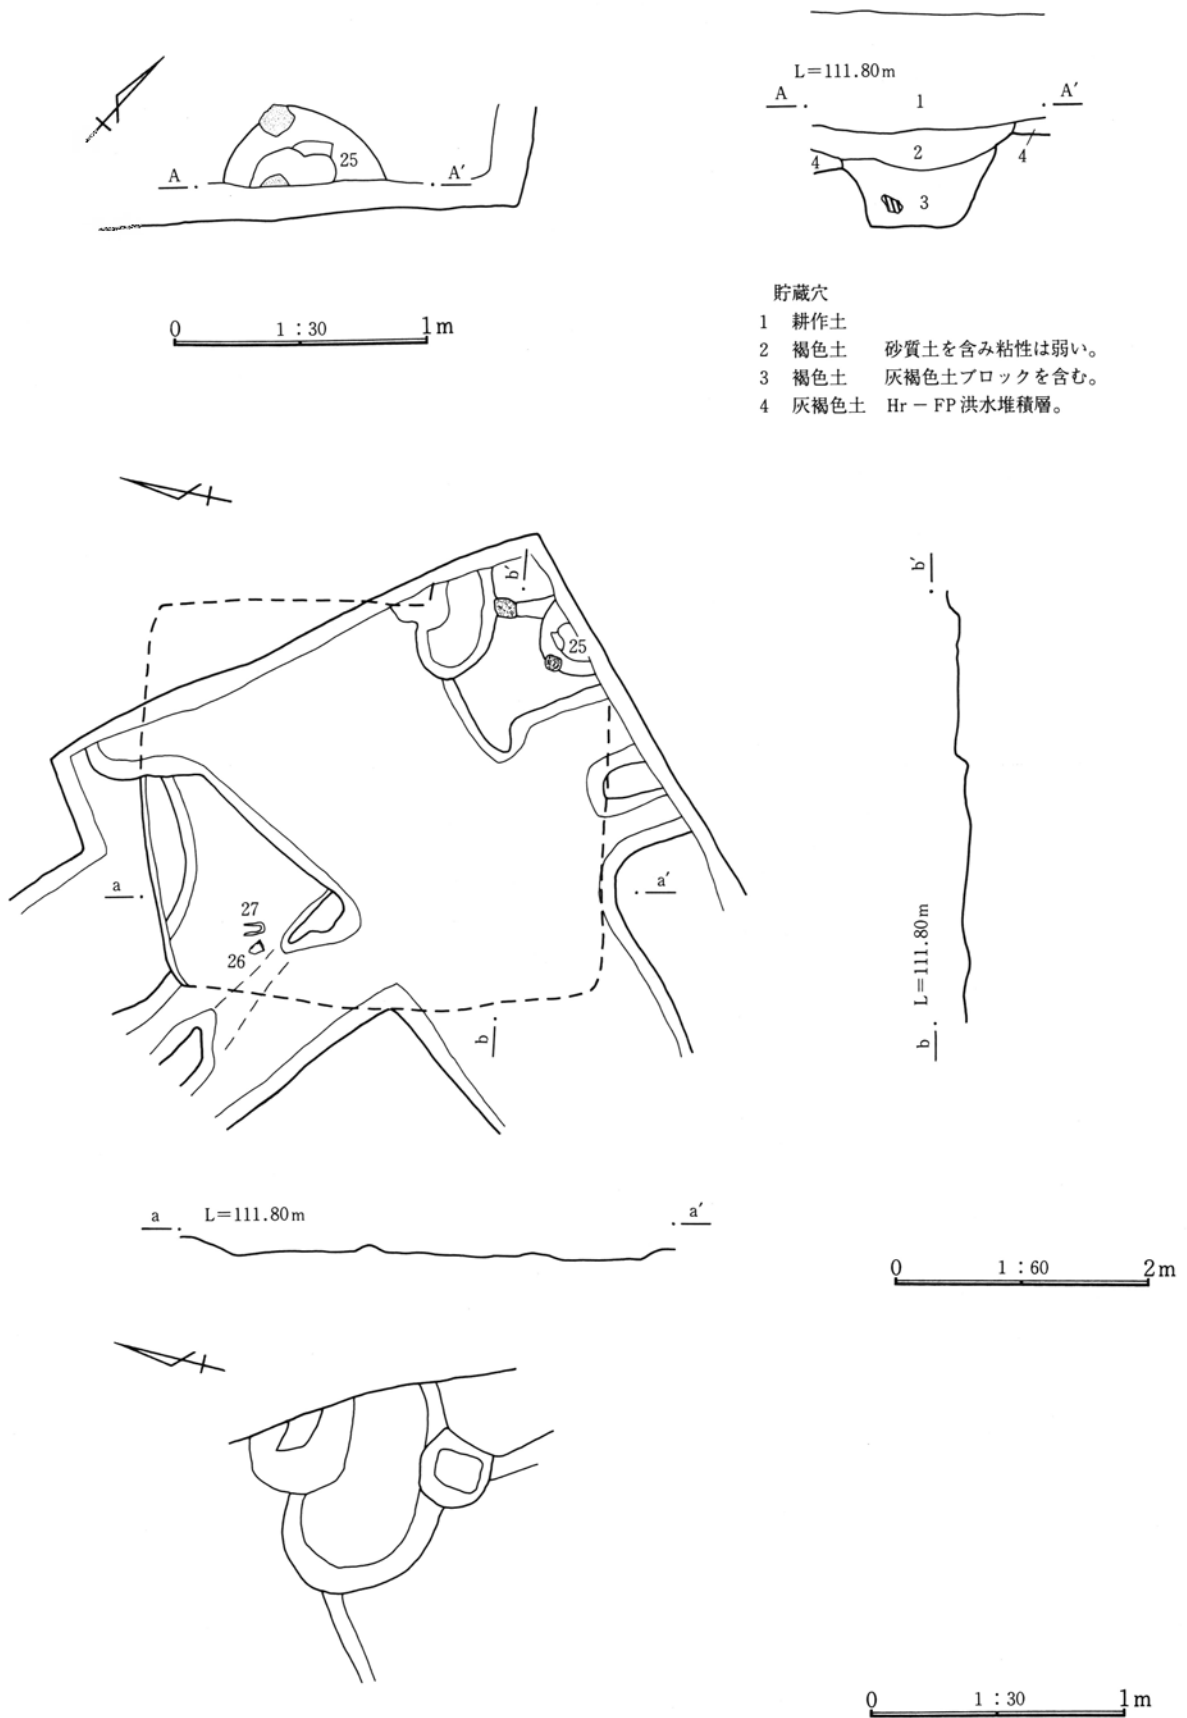 L=111.80m
A
A′
1
2
4
4
3
25
A
A′
0 1:30 1m
貯蔵穴
1 耕作土
2 褐色土 砂質土を含み粘性は弱い。
3 褐色土 灰褐色土ブロックを含む。
4 灰褐色土 Hr－FP洪水堆積層。
b′
25
a
a′
27
26
b
b′
L=111.80m
b
a
L=111.80m
a′
0 1:60 2m
0 1:30 1m